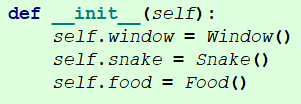 def __init__(self):
    self.window = Window()
    self.snake = Snake()
    self.food = Food()